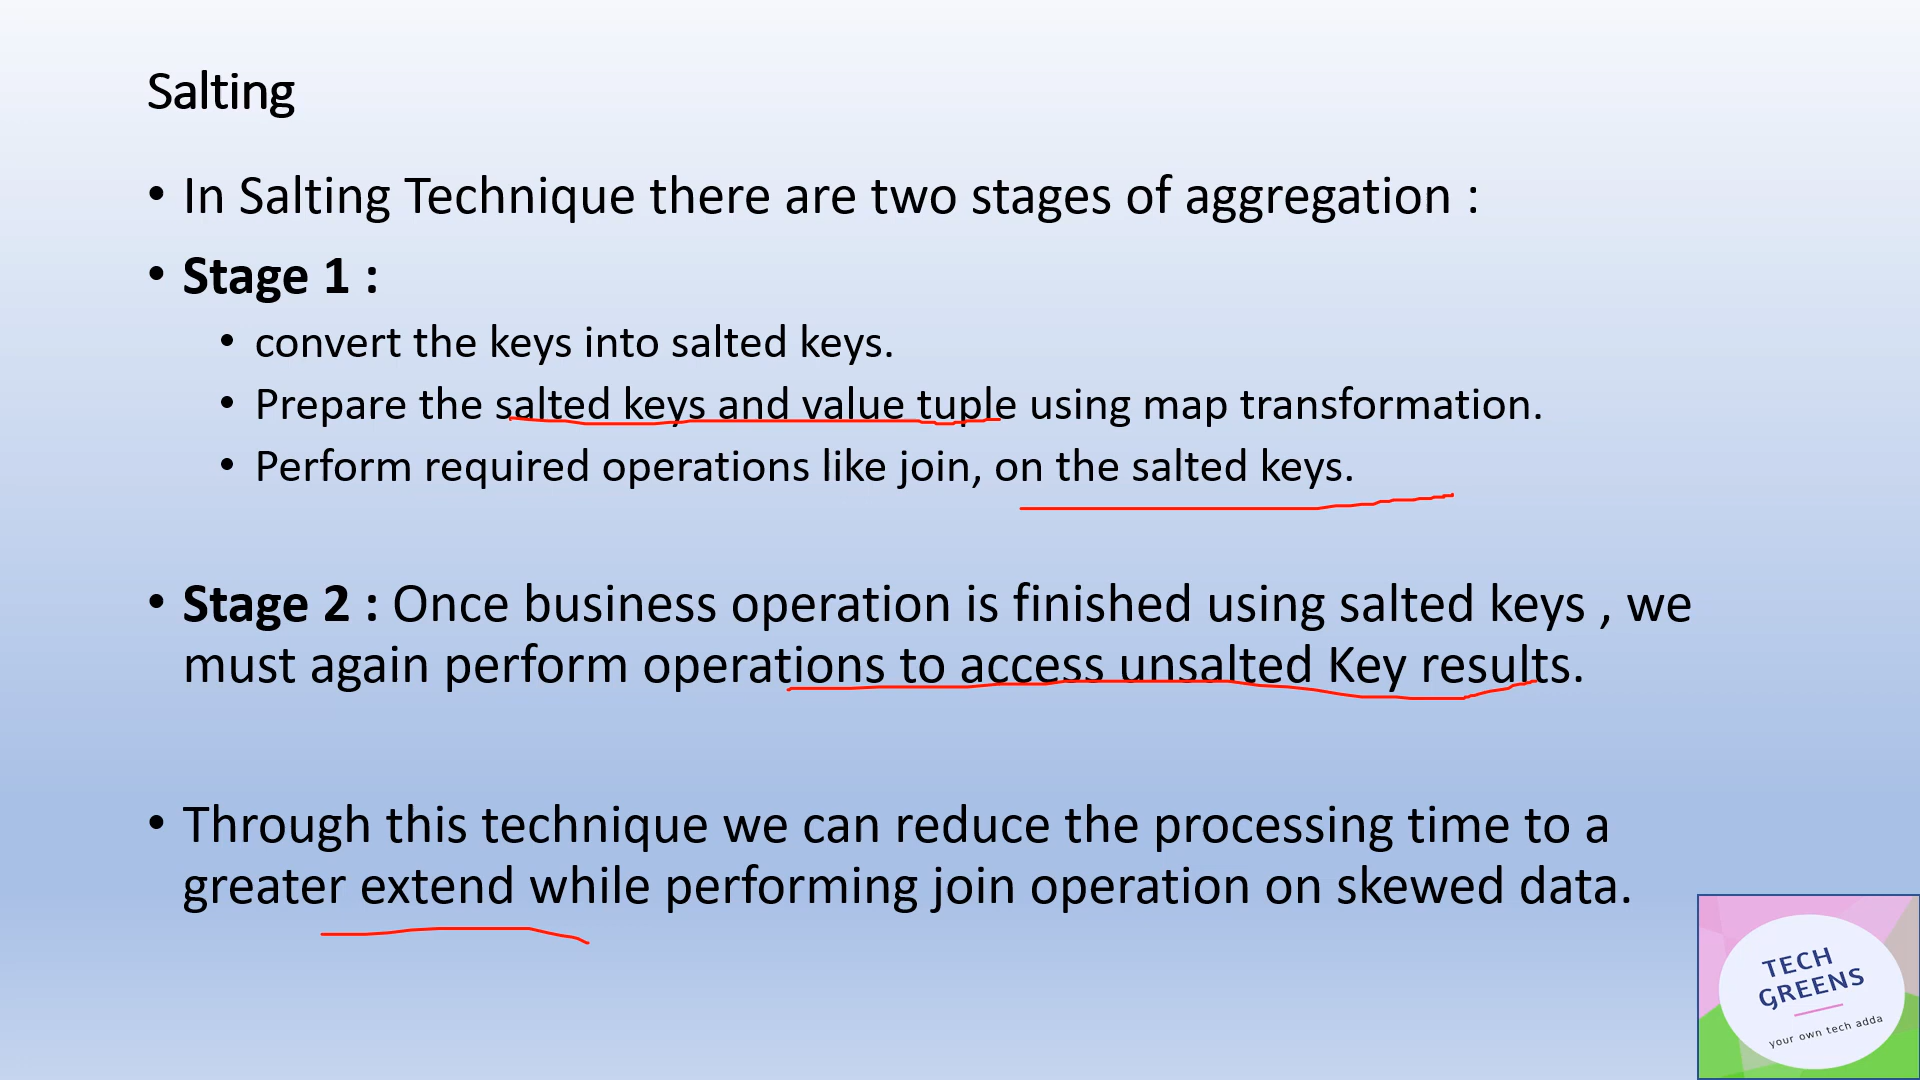 Salting
• In Salting Technique there are two stages of aggregation :
• Stage 1 :
• convert the keys into salted keys.
• Prepare the salted keys and value tuple using map transformation.
• Perform required operations like join, on the salted keys.
• Stage 2 : Once business operation is finished using salted keys , we
must again perform operations to access unsalted Key results.
• Through this technique we can reduce the processing time to a
greater extend while performing join operation on skewed data.
TECH
GREENS
your own tech adda